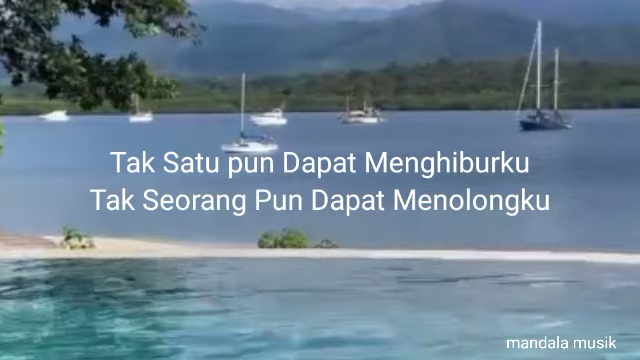 Tak Satu pun Dapat Menghiburku
Tak Seorang Pun Dapat Menolongku
mandala musik